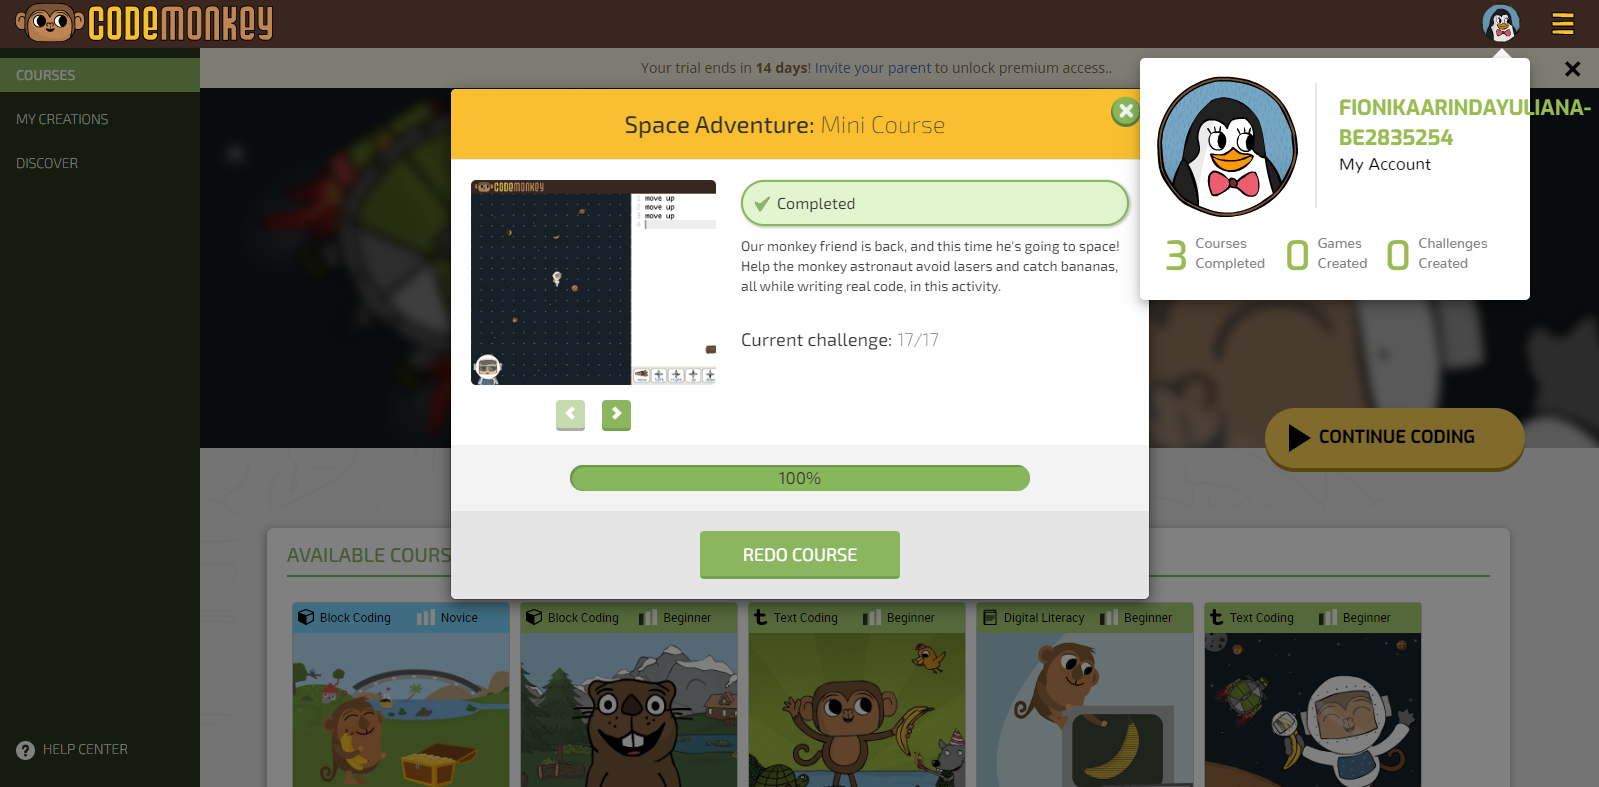 CODEMONKEY
COURSES
MY CREATIONS
DISCOVER
HELP CENTER
Your trial ends in 14 days! Invite your parent to unlock premium access..
Space Adventure: Mini Course
CODEMONKEY
1 move up
2 move up
3 move up
4
Completed
Our monkey friend is back, and this time he's going to space!
Help the monkey astronaut avoid lasers and catch bananas,
all while writing real code, in this activity.
Current challenge: 17/17
100%
REDO COURSE
FIONIKAARINDAYULIANA-
BE2835254
My Account
3 Courses
Completed
0 Games
Created
0 Challenges
Created
CONTINUE CODING
AVAILABLE COURS
Block Coding Novice
Block Coding Beginner
Text Coding Beginner
Digital Literacy Beginner
Text Coding Beginner